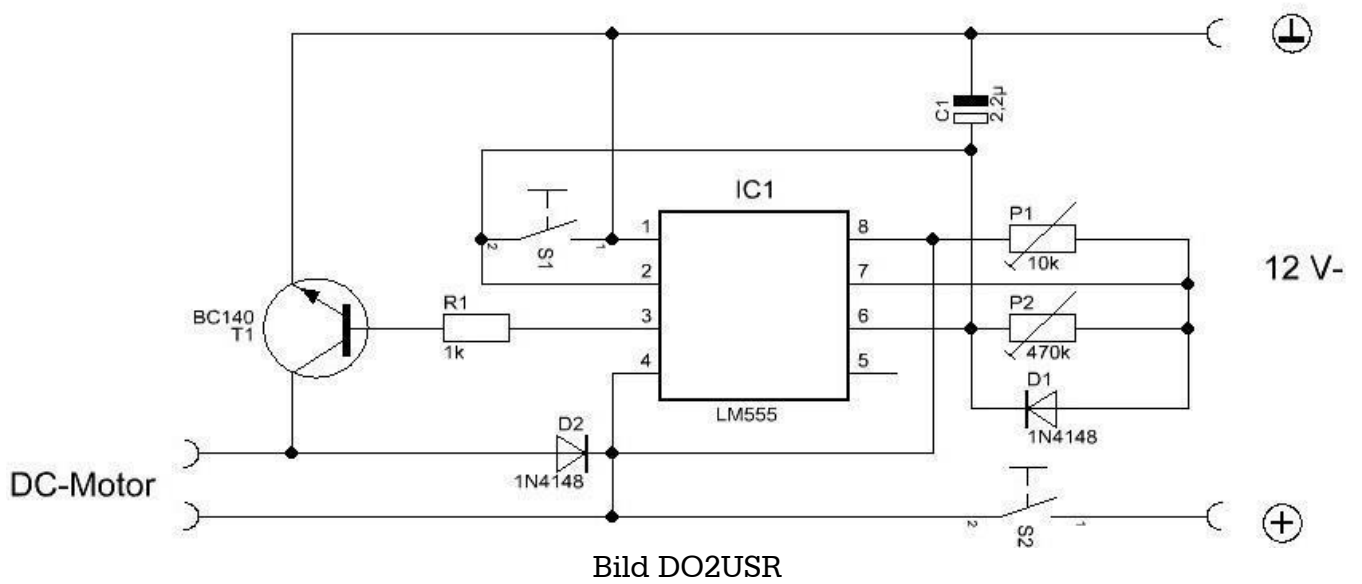 C1
2,2µ
IC1
1
2
3
4
8
7
6
5
LM555
2
1
S1
P1
10k
P2
470k
D1
1N4148
12 V-
BC140
T1
R1
1k
D2
1N4148
DC-Motor
2
1
S2
Bild DO2USR